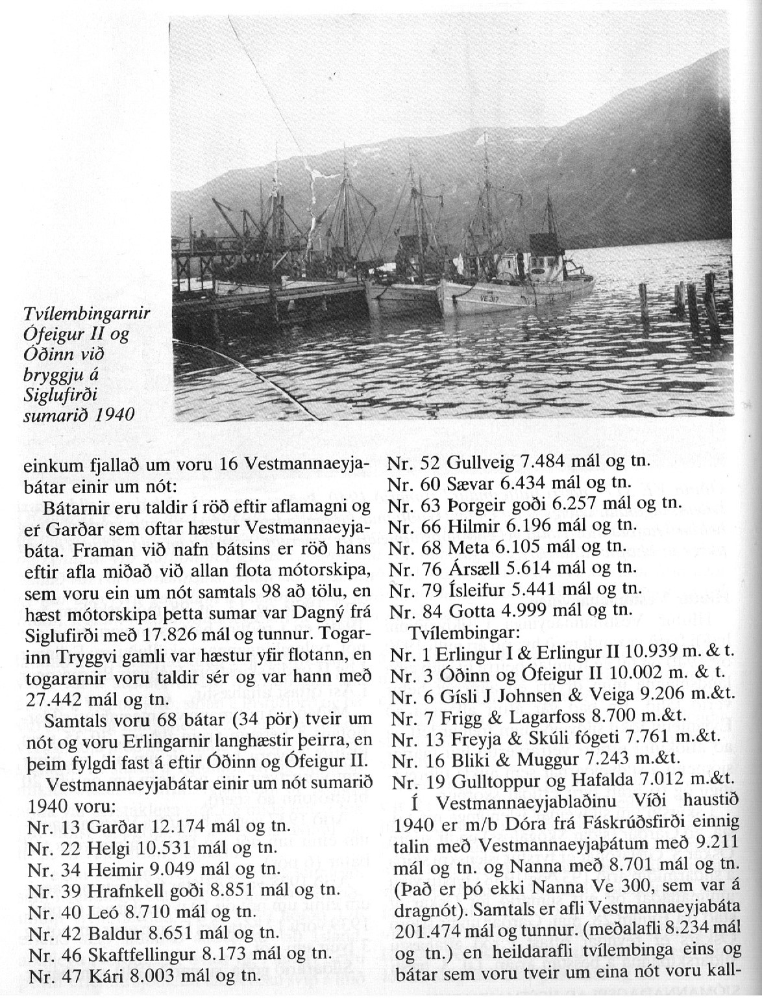 VE 317
Tvílembingarnir
Ófeigur II og
Óðinn við
bryggju á
Siglufirði
sumarið 1940
einkum fjallað um voru 16 Vestmannaeyja-
bátar einir um nót:
Bátarnir eru taldir í röð eftir aflamagni og
er Garðar sem oftar hæstur Vestmannaeyja-
báta. Framan við nafn bátsins er röð hans
eftir afla miðað við allan flota mótorskipa,
sem voru ein um nót samtals 98 að tölu, en
hæst mótorskipa þetta sumar var Dagný frá
Siglufirði með 17.826 mál og tunnur. Togar-
inn Tryggvi gamli var hæstur yfir flotann, en
togararnir voru taldir sér og var hann með
27.442 mál og tn.
Samtals voru 68 bátar (34 pör) tveir um
nót og voru Erlingarnir langhæstir þeirra, en
þeim fylgdi fast á eftir Óðinn og Ófeigur II.
Vestmannaeyjabátar einir um nót sumarið
1940 voru:
Nr. 13 Garðar 12.174 mál og tn.
Nr. 22 Helgi 10.531 mál og tn.
Nr. 34 Heimir 9.049 mál og tn.
Nr. 39 Hrafnkell goði 8.851 mál og tn.
Nr. 40 Leó 8.710 mál og tn.
Nr. 42 Baldur 8.651 mál og tn.
Nr. 46 Skaftfellingur 8.173 mál og tn.
Nr. 47 Kári 8.003 mál og tn.
Nr. 52 Gullveig 7.484 mál og tn.
Nr. 60 Sævar 6.434 mál og tn.
Nr. 63 Þorgeir goði 6.257 mál og tn.
Nr. 66 Hilmir 6.196 mál og tn.
Nr. 68 Meta 6.105 mál og tn.
Nr. 76 Ársæll 5.614 mál og tn.
Nr. 79 Ísleifur 5.441 mál og tn.
Nr. 84 Gotta 4.999 mál og tn.
Tvílembingar:
Nr. 1 Erlingur I & Erlingur II 10.939 m. & t.
Nr. 3 Óðinn og Ófeigur II 10.002 m. & t.
Nr. 6 Gísli J Johnsen & Veiga 9.206 m.&t.
Nr. 7 Frigg & Lagarfoss 8.700 m.&t.
Nr. 13 Freyja & Skúli fógeti 7.761 m.&t.
Nr. 16 Bliki & Muggur 7.243 m.&t.
Nr. 19 Gulltoppur og Hafalda 7.012 m.&t.
Í Vestmannaeyjablaðinu Víði haustið
1940 er m/b Dóra frá Fáskrúðsfirði einnig
talin með Vestmannaeyjabátum með 9.211
mál og tn. og Nanna með 8.701 mál og tn.
(Það er þó ekki Nanna Ve 300, sem var á
dragnót). Samtals er afli Vestmannaeyjabáta
201.474 mál og tunnur. (meðalafli 8.234 mál
og tn.) en heildarafli tvílembinga eins og
bátar sem voru tveir um eina nót voru kall-